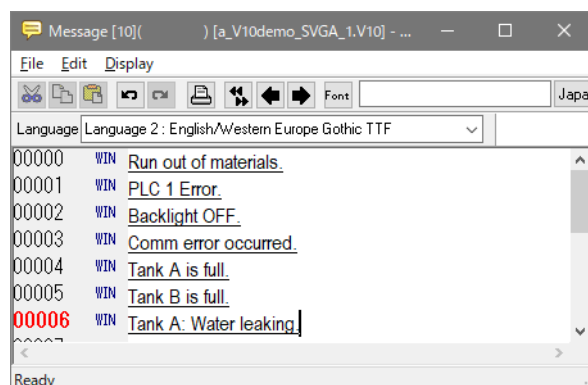 Message [10]( ) [a_V10demo_SVGA_1.V10] - ...
File Edit Display
Font Japa
Language Language 2 : English/Western Europe Gothic TTF
00000 WIN Run out of materials.
00001 WIN PLC 1 Error.
00002 WIN Backlight OFF.
00003 WIN Comm error occurred.
00004 WIN Tank A is full.
00005 WIN Tank B is full.
00006 WIN Tank A: Water leaking.
Ready